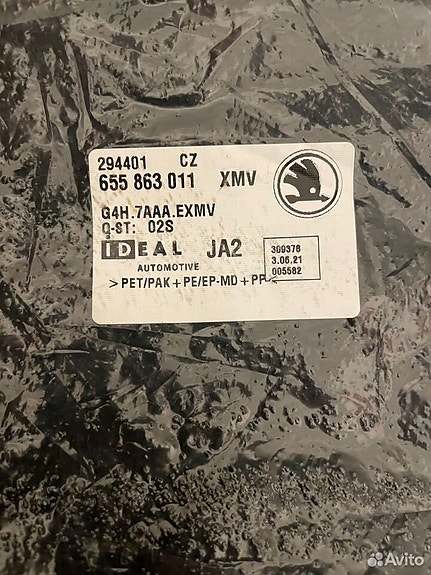 294401 CZ
655 863 011 XMV
G4H.7AAA.EXMV
Q-ST: 02S
IDEAL JA2
AUTOMOTIVE
309378
3.06.21
005582
>PET/PAK+PE/EP-MD+PP<
Avito